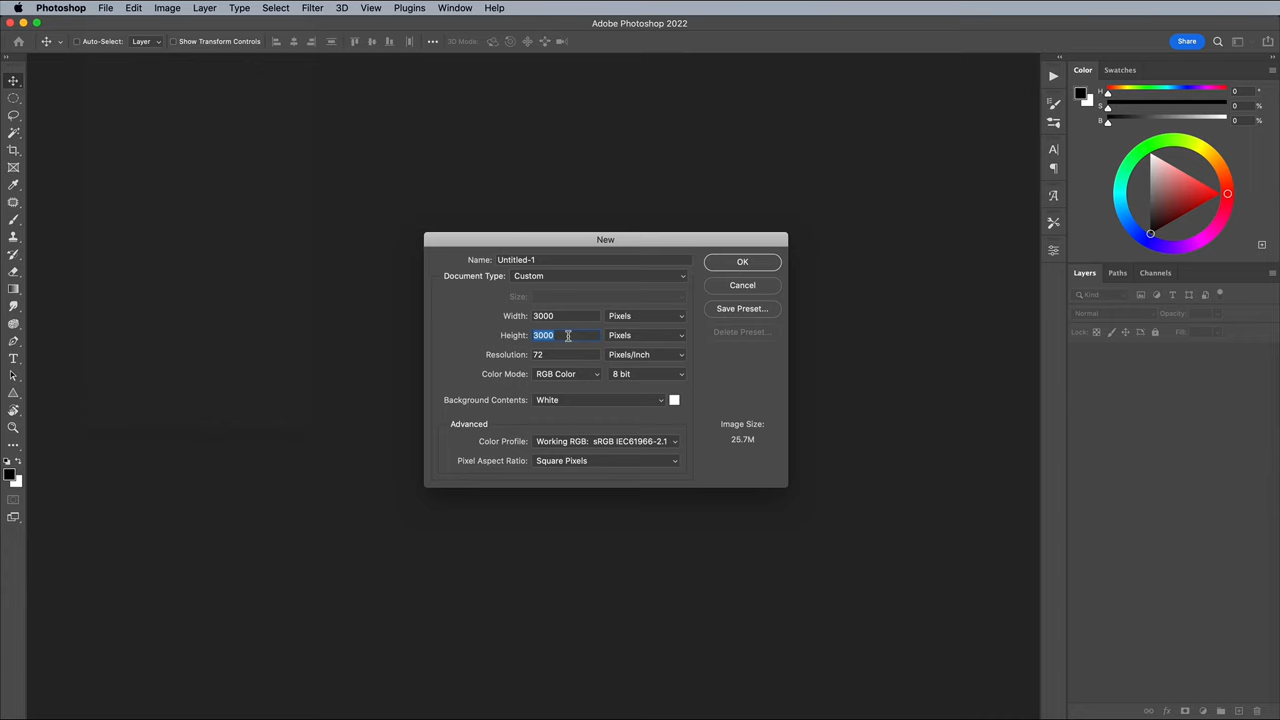 Photoshop File Edit Image Layer Type Select Filter 3D View Plugins Window Help
Adobe Photoshop 2022
Auto-Select: Layer Show Transform Controls ••• 3D Mode: Share
Color Swatches
H 0 °
S 0 %
B 0 %
New
Name: Untitled-1 OK
Document Type: Custom
Cancel
Size:
Width: 3000 Pixels Save Preset...
Height: 3000 Pixels Delete Preset...
Resolution: 72 Pixels/Inch
Color Mode: RGB Color 8 bit
Background Contents: White
Advanced Image Size:
Color Profile: Working RGB: sRGB IEC61966-2.1 25.7M
Pixel Aspect Ratio: Square Pixels
Layers Paths Channels
Kind
Normal Opacity:
Lock: Fill: